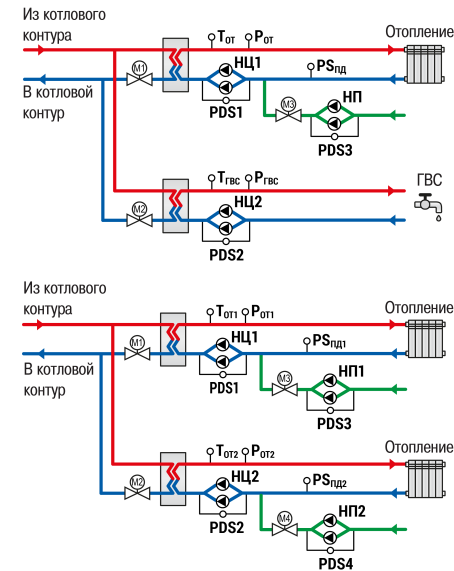 Из котлового
контура
Tот Pот
Отопление
M1
НЦ1
PSпд
В котловой
контур
PDS1
M3
НП
PDS3
Tгвс Pгвс
ГВС
M2
НЦ2
PDS2
Из котлового
контура
Tот1 Pот1
Отопление
M1
НЦ1
PSпд1
В котловой
контур
PDS1
M3
НП1
PDS3
Tот2 Pот2
Отопление
M2
НЦ2
PSпд2
PDS2
M4
НП2
PDS4